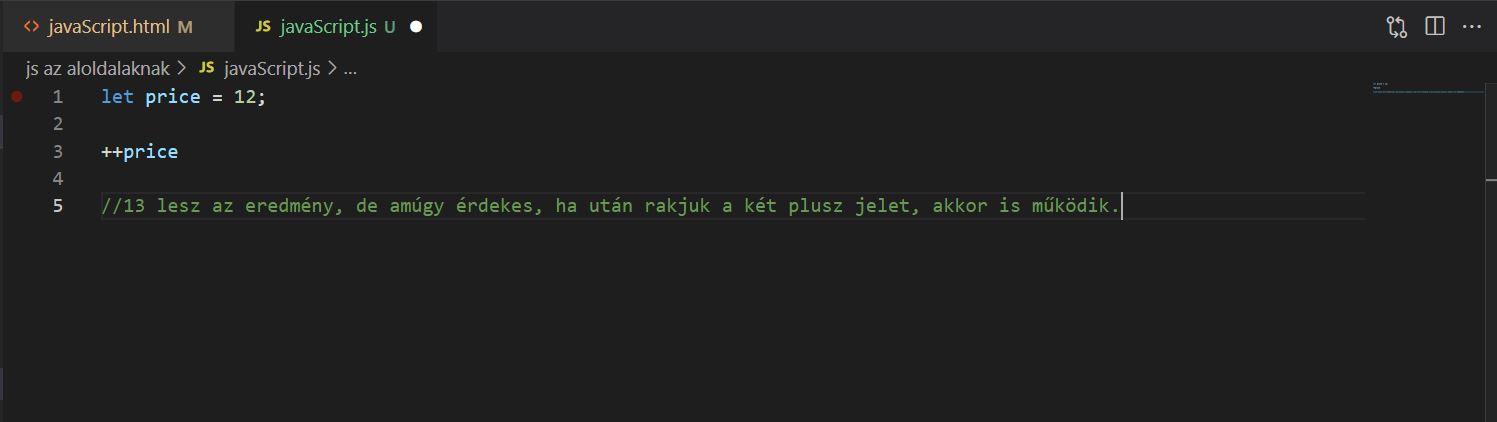 <> javaScript.html M JS javaScript.js U
js az aloldalaknak > JS javaScript.js > ...
1 let price = 12;
2
3 ++price
4
5 //13 lesz az eredmény, de amúgy érdekes, ha után rakjuk a két plusz jelet, akkor is működik.